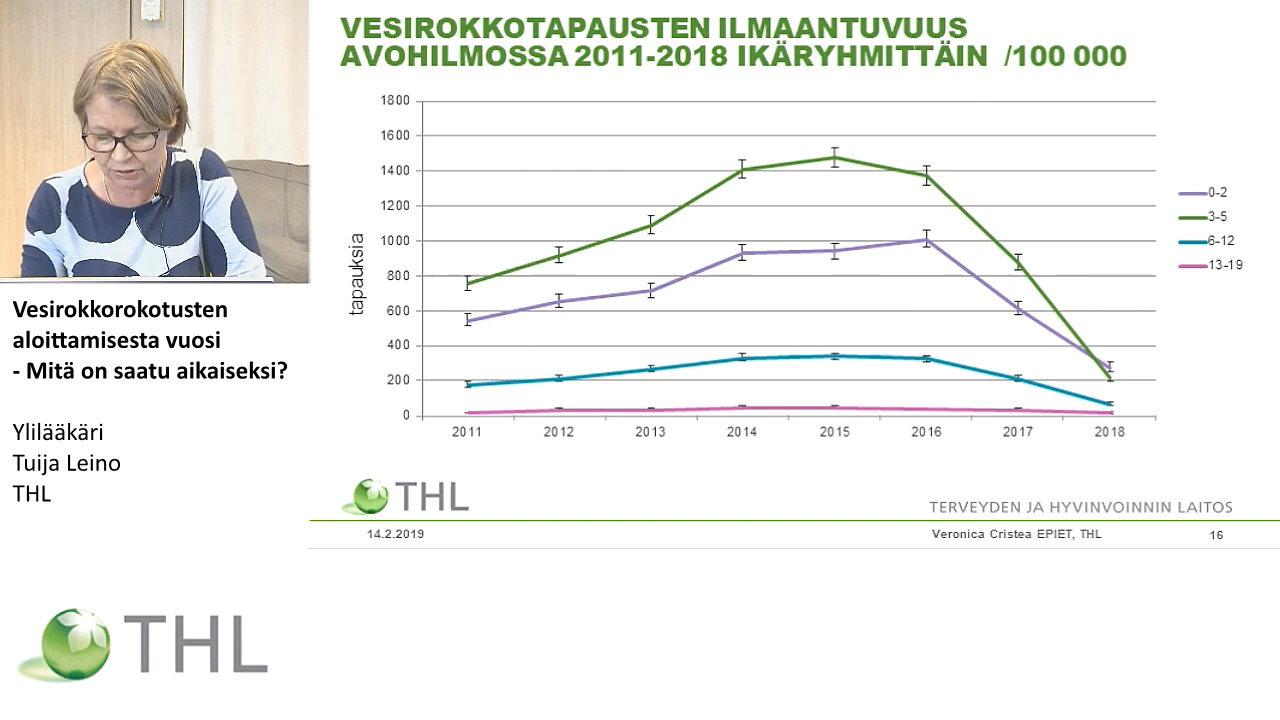 VESIROKKOTAPAUSTEN ILMAANTUVUUS
AVOHILMOSSA 2011-2018 IKÄRYHMITTÄIN /100 000
1800
1600
1400
1200
1000
800
600
400
200
0
tapauksia
2011 2012 2013 2014 2015 2016 2017 2018
0-2
3-5
6-12
13-19
THL
TERVEYDEN JA HYVINVOINNIN LAITOS
14.2.2019 Veronica Cristea EPIET, THL 16
Vesirokkorokotusten
aloittamisesta vuosi
- Mitä on saatu aikaiseksi?
Ylilääkäri
Tuija Leino
THL
THL